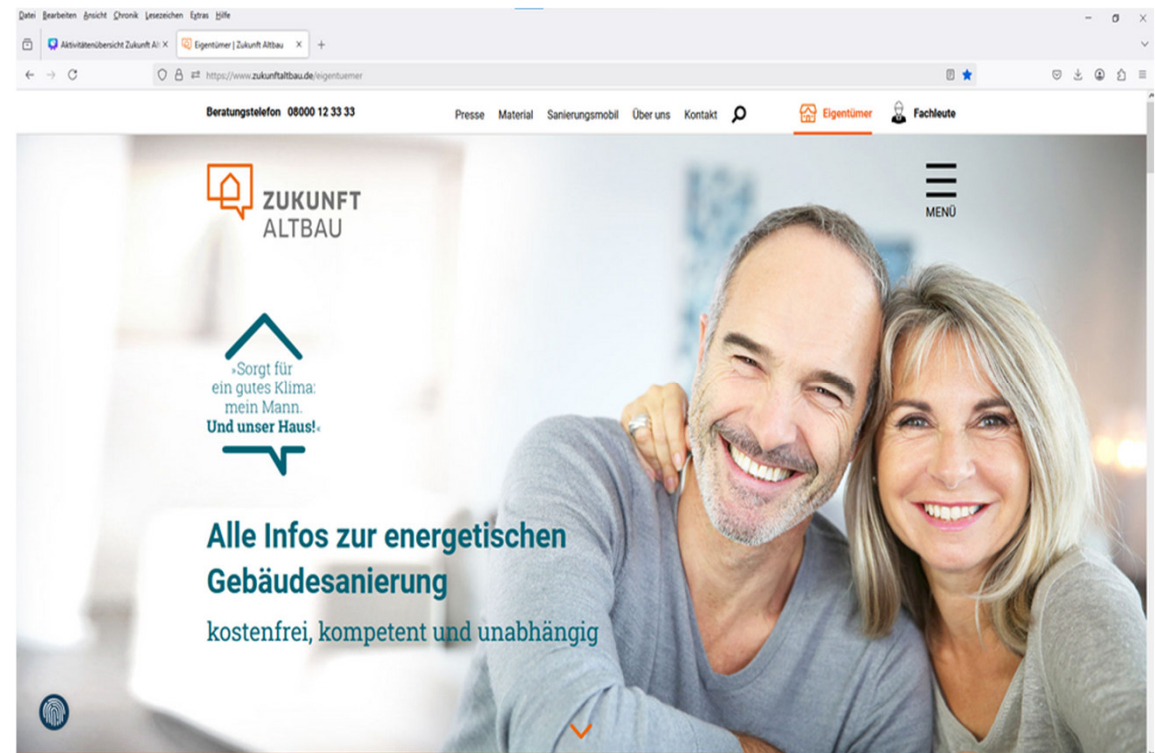 Datei Bearbeiten Ansicht Chronik Lesezeichen Extras Hilfe
Aktivitätenübersicht Zukunft Alt
Eigentümer | Zukunft Altbau
https://www.zukunftaltbau.de/eigentuemer
Beratungstelefon 08000 12 33 33
Presse Material Sanierungsmobil Über uns Kontakt
Eigentümer
Fachleute
ZUKUNFT
ALTBAU
MENÜ
»Sorgt für
ein gutes Klima:
mein Mann.
Und unser Haus!«
Alle Infos zur energetischen
Gebäudesanierung
kostenfrei, kompetent und unabhängig